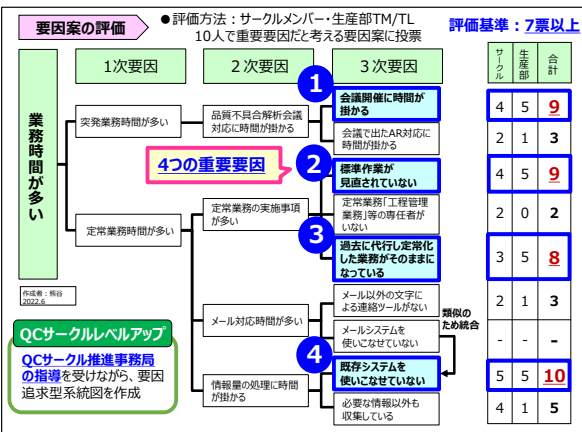 要因案の評価
●評価方法：サークルメンバー・生産部TM/TL
10人で重要要因だと考える要因案に投票
評価基準：7票以上
1次要因
２次要因
３次要因
サークル
生産部
合計
業務時間が多い
突発業務時間が多い
品質不具合解析会議
対応に時間が掛かる
1
会議開催に時間が
掛かる
4 5 9
会議で出たAR対応に
時間が掛かる
2 1 3
4つの重要要因
2
標準作業が
見直されていない
4 5 9
定常業務時間が多い
定常業務の実施事項
が多い
定常業務「工程管理
業務」等の専任者が
いない
2 0 2
3
過去に代行し定常化
した業務がそのままに
なっている
3 5 8
作成者：熊谷
2022.6
メール対応時間が多い
メール以外の文字に
よる連絡ツールがない
2 1 3
類似の
ため統合
メールシステムを
使いこなせていない
- - -
QCサークルレベルアップ
QCサークル推進事務局
の指導を受けながら、要因
追求型系統図を作成
情報量の処理に時間
が掛かる
4
既存システムを
使いこなせていない
5 5 10
必要な情報以外も
収集している
4 1 5